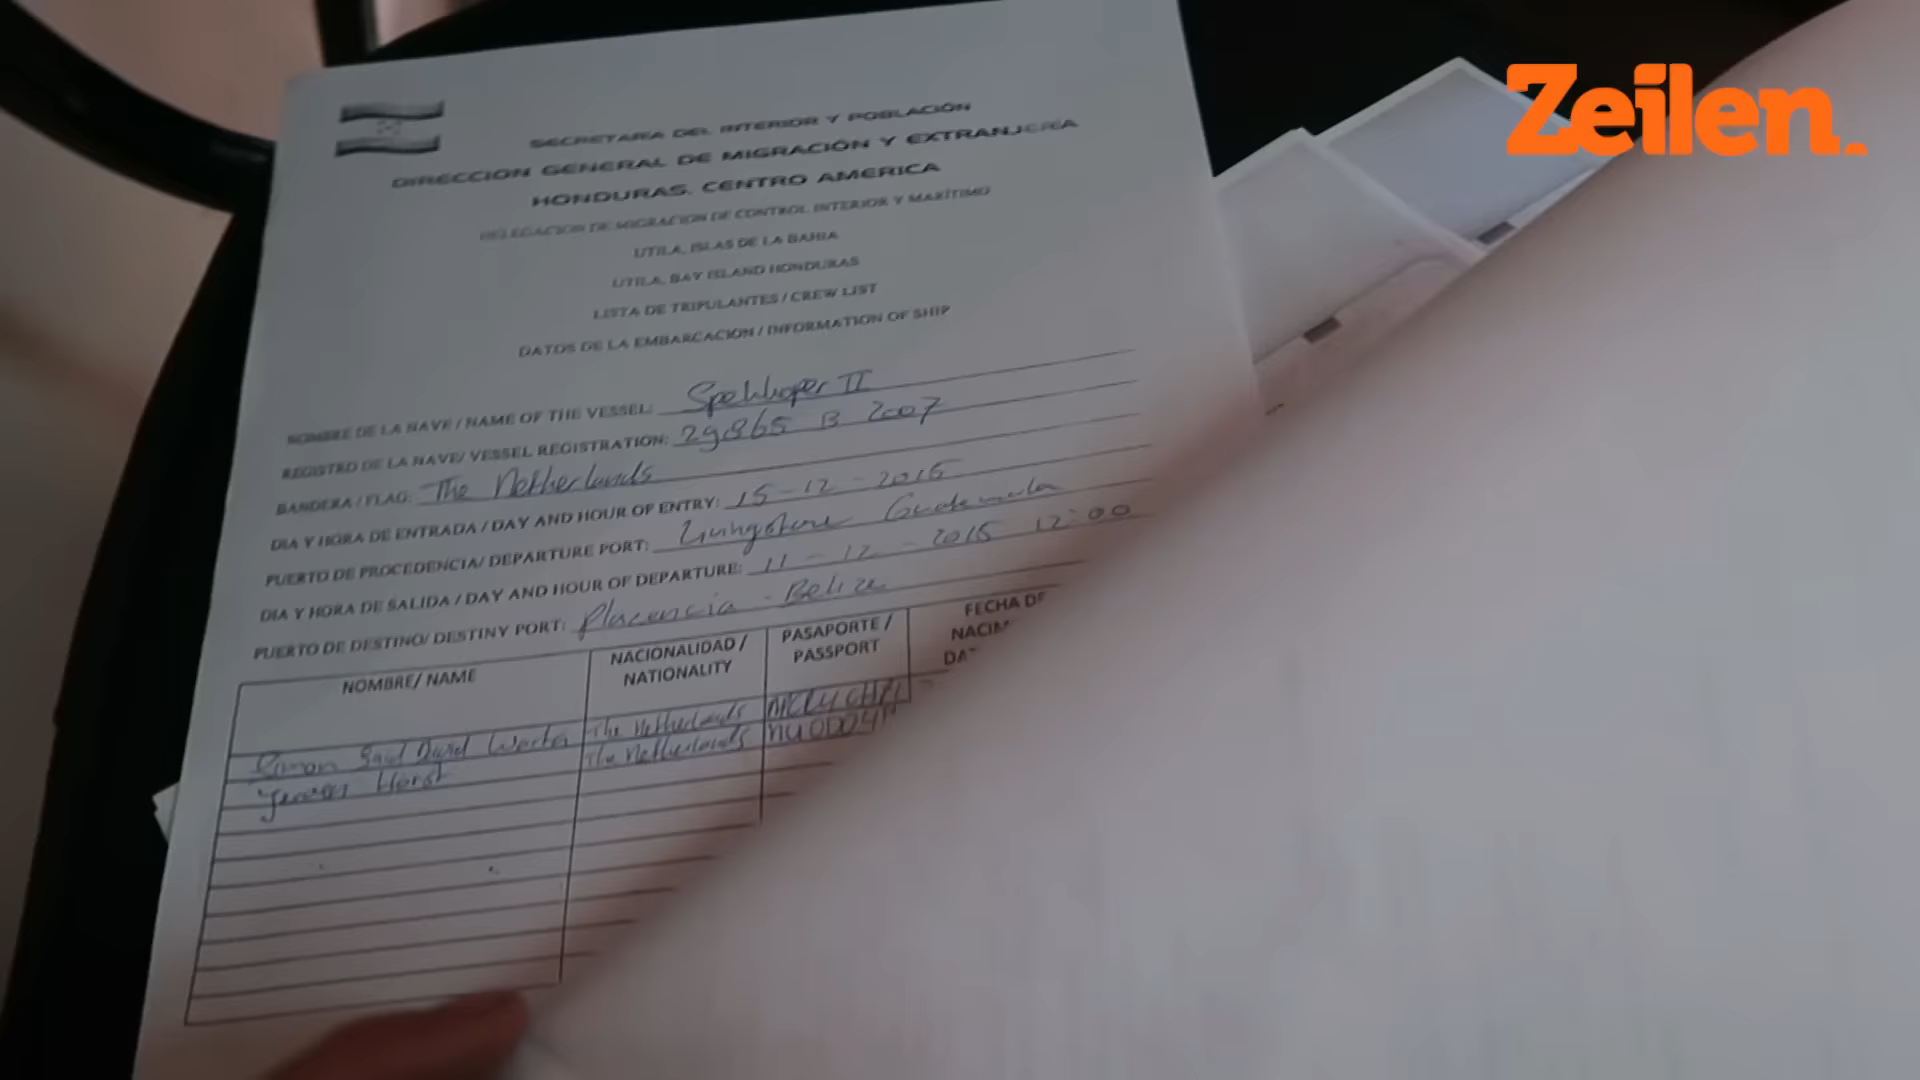 Zeilen.
SECRETARIA DEL INTERIOR Y POBLACIÓN
DIRECCION GENERAL DE MIGRACIÓN Y EXTRANJERIA
HONDURAS. CENTRO AMERICA
DELEGACION DE MIGRACION DE CONTROL INTERIOR Y MARÍTIMO
UTILA, ISLAS DE LA BAHIA
UTILA, BAY ISLAND HONDURAS
LISTA DE TRIPULANTES / CREW LIST
DATOS DE LA EMBARCACION / INFORMATION OF SHIP
NOMBRE DE LA NAVE / NAME OF THE VESSEL: II
REGISTRO DE LA NAVE/ VESSEL REGISTRATION: 29865 B 2007
BANDERA / FLAG: The Netherlands
DIA Y HORA DE ENTRADA / DAY AND HOUR OF ENTRY: 15-12-2015
PUERTO DE PROCEDENCIA/ DEPARTURE PORT: Guatemala
DIA Y HORA DE SALIDA / DAY AND HOUR OF DEPARTURE: 11-12-2015 12:00
PUERTO DE DESTINO/ DESTINY PORT: Placencia - Belize
NOMBRE/ NAME
NACIONALIDAD /
NATIONALITY
PASAPORTE /
PASSPORT
FECHA DE
The Netherlands
Horst The Netherlands